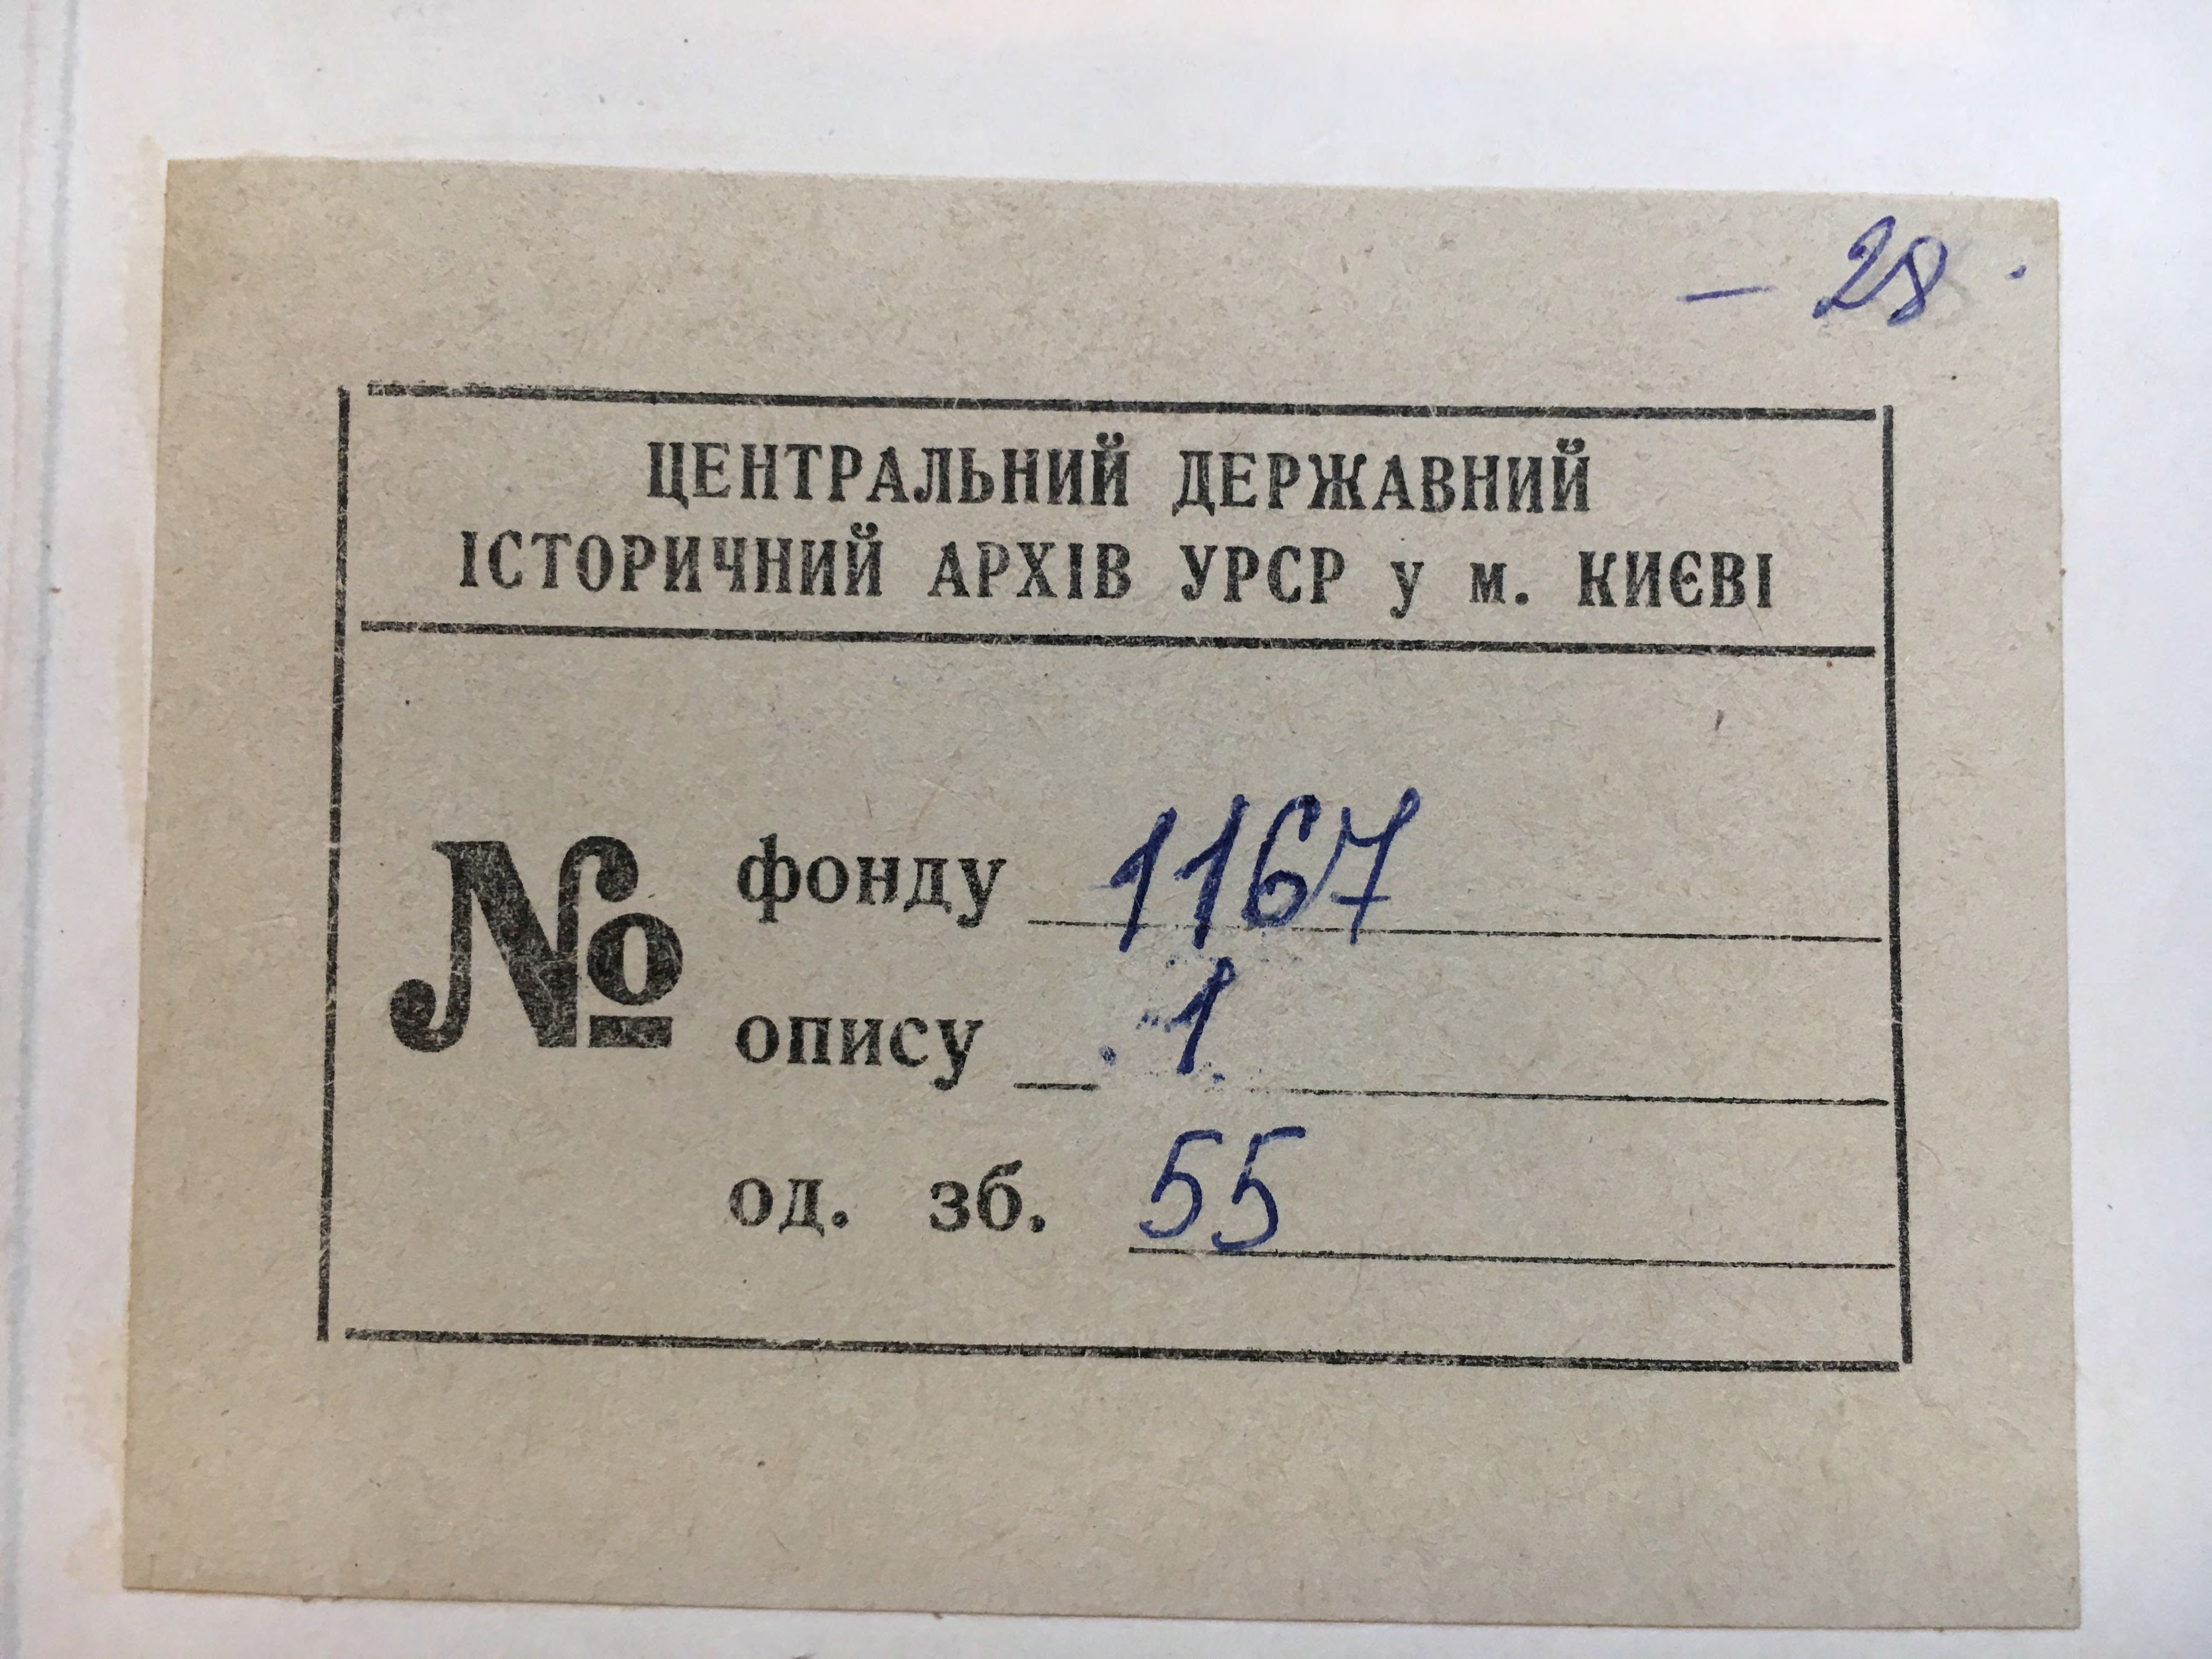 – 28
ЦЕНТРАЛЬНИЙ ДЕРЖАВНИЙ
ІСТОРИЧНИЙ АРХІВ УРСР у м. КИЄВІ
№
фонду 1167
опису 1
од. зб. 55